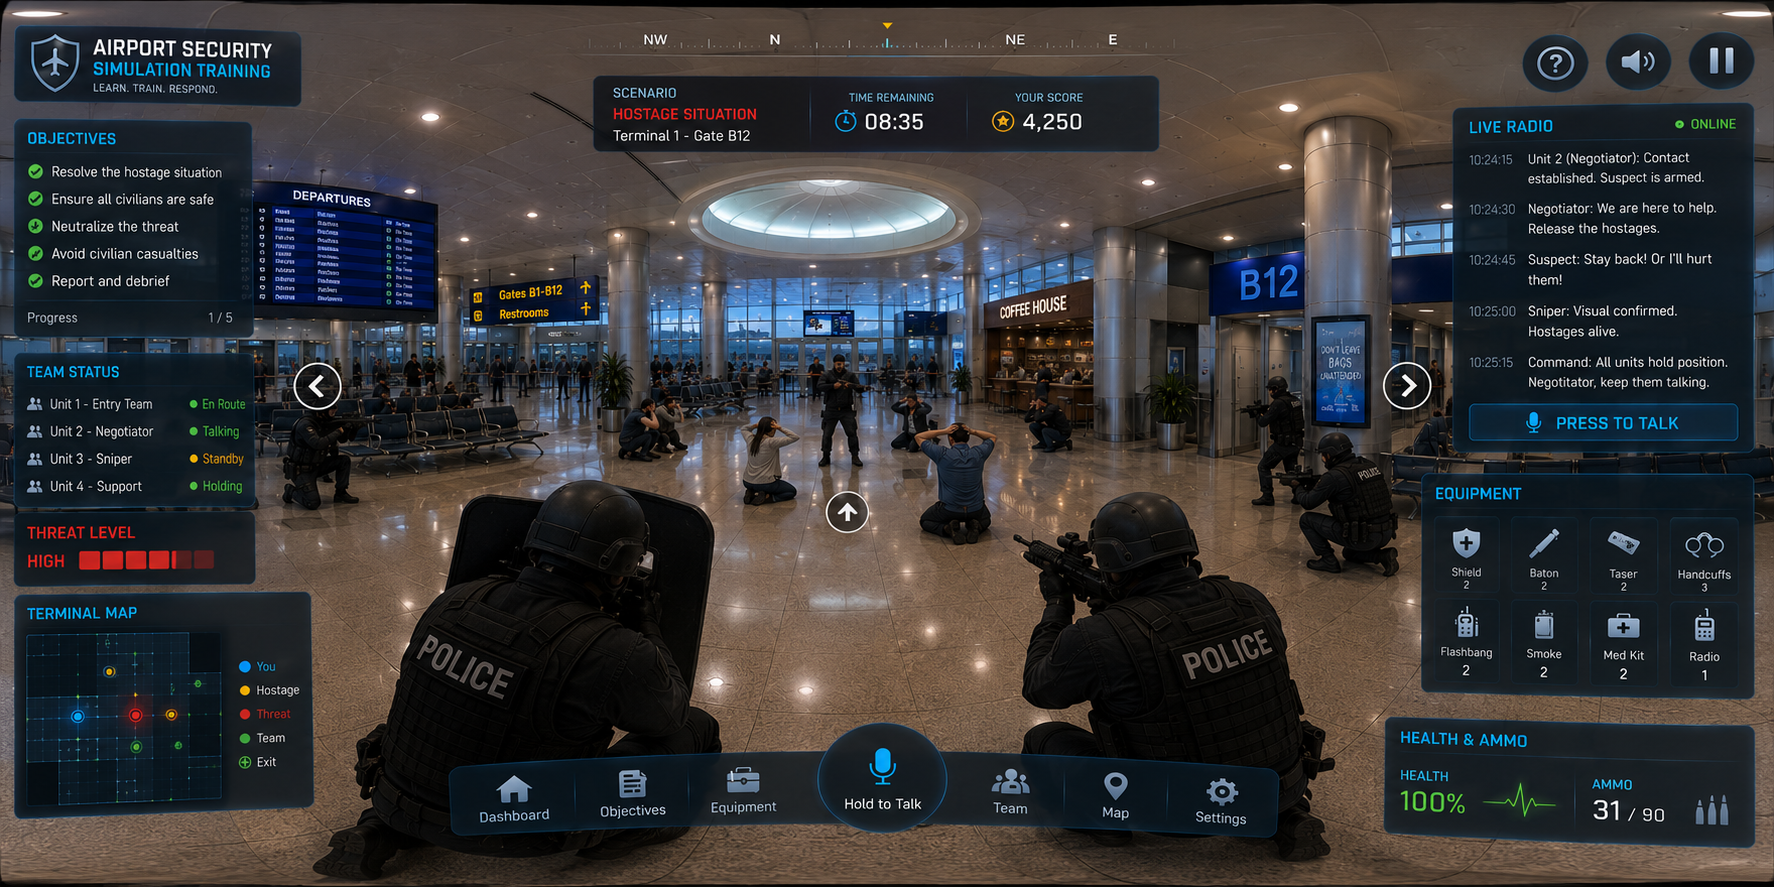 AIRPORT SECURITY
SIMULATION TRAINING
LEARN. TRAIN. RESPOND.
NW N NE E
SCENARIO
HOSTAGE SITUATION
Terminal 1 - Gate B12
TIME REMAINING
08:35
YOUR SCORE
4,250
?
OBJECTIVES
Resolve the hostage situation
Ensure all civilians are safe
Neutralize the threat
Avoid civilian casualties
Report and debrief
Progress 1 / 5
DEPARTURES
Gates B1-B12
Restrooms
COFFEE HOUSE
B12
DON'T LEAVE
BAGS
UNATTENDED
LIVE RADIO ONLINE
10:24:15 Unit 2 (Negotiator): Contact
established. Suspect is armed.
10:24:30 Negotiator: We are here to help.
Release the hostages.
10:24:45 Suspect: Stay back! Or I'll hurt
them!
10:25:00 Sniper: Visual confirmed.
Hostages alive.
10:25:15 Command: All units hold position.
Negotitator, keep them talking.
PRESS TO TALK
TEAM STATUS
Unit 1 - Entry Team En Route
Unit 2 - Negotiator Talking
Unit 3 - Sniper Standby
Unit 4 - Support Holding
THREAT LEVEL
HIGH
TERMINAL MAP
You
Hostage
Threat
Team
Exit
POLICE
POLICE
POLICE
EQUIPMENT
Shield
2
Baton
2
Taser
2
Handcuffs
3
Flashbang
2
Smoke
2
Med Kit
2
Radio
1
HEALTH & AMMO
HEALTH
100%
AMMO
31 / 90
Dashboard
Objectives
Equipment
Hold to Talk
Team
Map
Settings